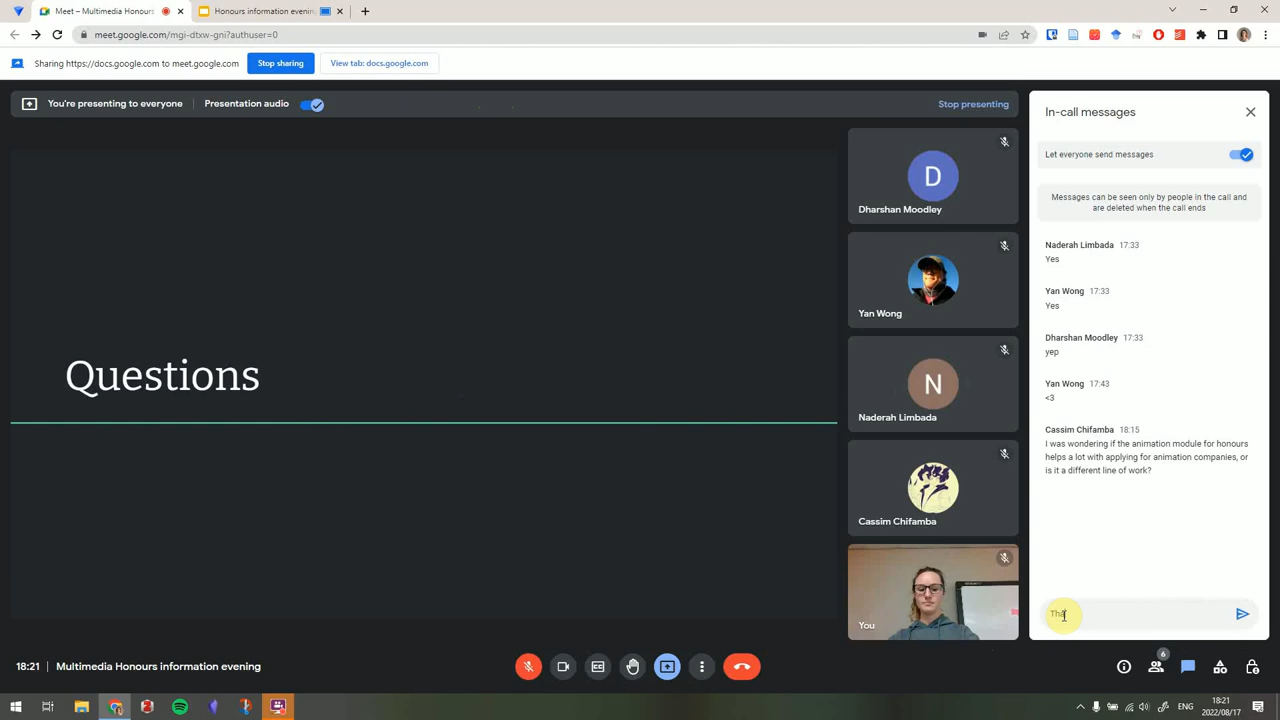 Meet – Multimedia Honours
Honours information evening
meet.google.com/mgi-dtxw-gni?authuser=0
Sharing https://docs.google.com to meet.google.com
Stop sharing
View tab: docs.google.com
You're presenting to everyone
Presentation audio
Stop presenting
Questions
D
Dharshan Moodley
Yan Wong
N
Naderah Limbada
Cassim Chifamba
You
In-call messages
Let everyone send messages
Messages can be seen only by people in the call and
are deleted when the call ends
Naderah Limbada 17:33
Yes
Yan Wong 17:33
Yes
Dharshan Moodley 17:33
yep
Yan Wong 17:43
<3
Cassim Chifamba 18:15
I was wondering if the animation module for honours
helps a lot with applying for animation companies, or
is it a different line of work?
Tha
18:21 Multimedia Honours information evening
6
ENG
18:21
2022/08/17